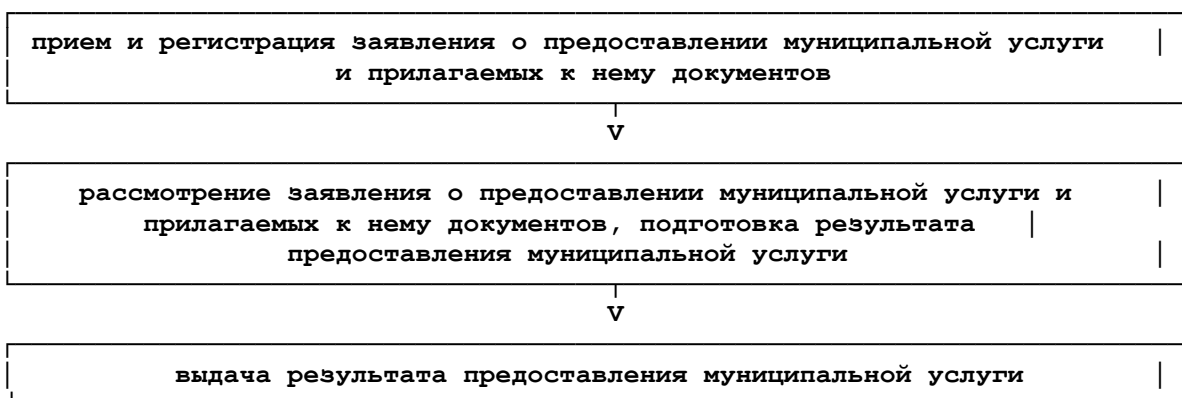 прием и регистрация заявления о предоставлении муниципальной услуги
и прилагаемых к нему документов
V
рассмотрение заявления о предоставлении муниципальной услуги и
прилагаемых к нему документов, подготовка результата
предоставления муниципальной услуги
V
выдача результата предоставления муниципальной услуги